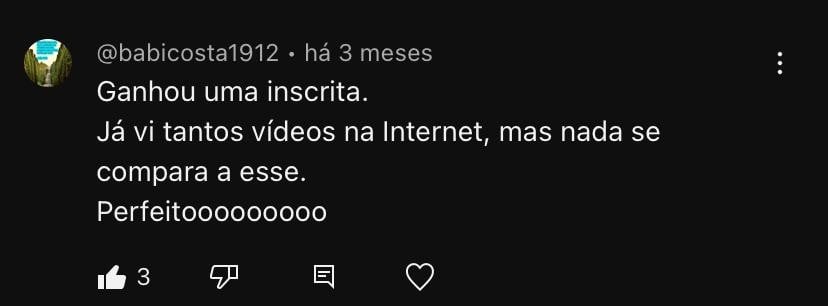 @babicosta1912 • há 3 meses
Ganhou uma inscrita.
Já vi tantos vídeos na Internet, mas nada se
compara a esse.
Perfeitooooooooo
3